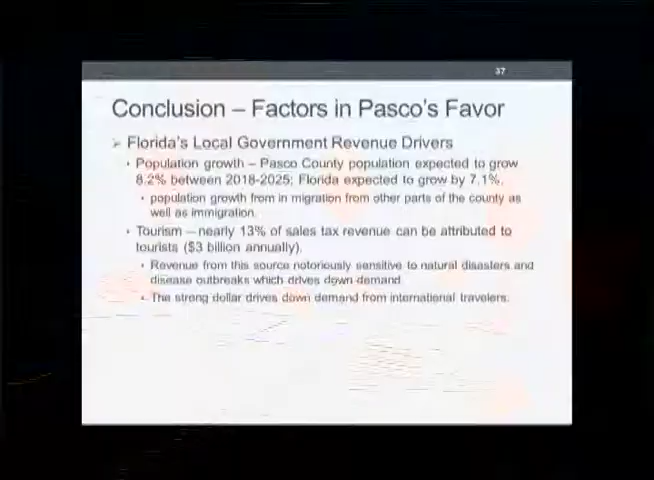 37
Conclusion – Factors in Pasco's Favor
➢ Florida's Local Government Revenue Drivers
• Population growth – Pasco County population expected to grow
8.2% between 2018-2025; Florida expected to grow by 7.1%.
• population growth from in migration from other parts of the county as
well as immigration.
• Tourism – nearly 13% of sales tax revenue can be attributed to
tourists ($3 billion annually).
• Revenue from this source notoriously sensitive to natural disasters and
disease outbreaks which drives down demand.
• The strong dollar drives down demand from international travelers.